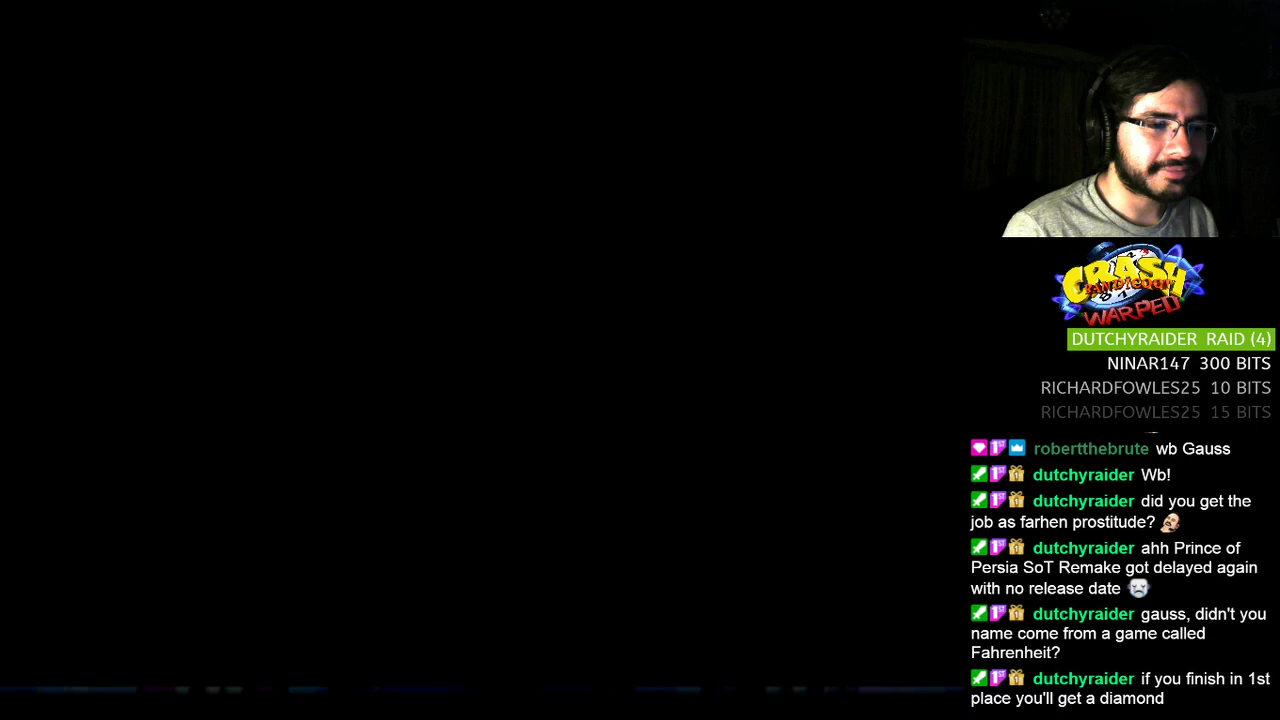 CRASH
BANDICOOT
WARPED
DUTCHYRAIDER RAID (4)
NINAR147 300 BITS
RICHARDFOWLES25 10 BITS
RICHARDFOWLES25 15 BITS
robertthebrute wb Gauss
dutchyraider Wb!
dutchyraider did you get the
job as farhen prostitude?
dutchyraider ahh Prince of
Persia SoT Remake got delayed again
with no release date
dutchyraider gauss, didn't you
name come from a game called
Fahrenheit?
dutchyraider if you finish in 1st
place you'll get a diamond